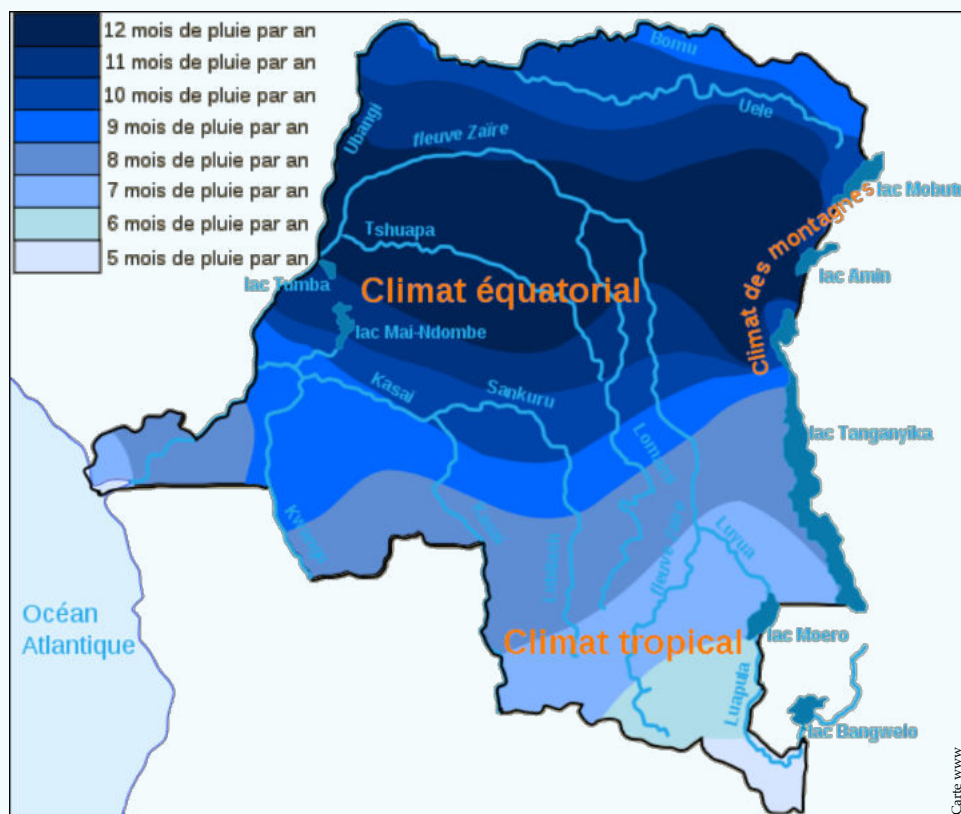 12 mois de pluie par an
11 mois de pluie par an
10 mois de pluie par an
9 mois de pluie par an
8 mois de pluie par an
7 mois de pluie par an
6 mois de pluie par an
5 mois de pluie par an
Bomu
Uele
Ubangi
fleuve Zaïre
lac Mobutu
Tshuapa
Climat des montagnes
lac Amin
lac Tumba
Climat équatorial
lac Mai-Ndombe
Kasai
Sankuru
lac Tanganyika
Lomami
Luvua
fleuve
Océan
Atlantique
Climat tropical
lac Moero
Luapula
lac Bangwelo
Carte www